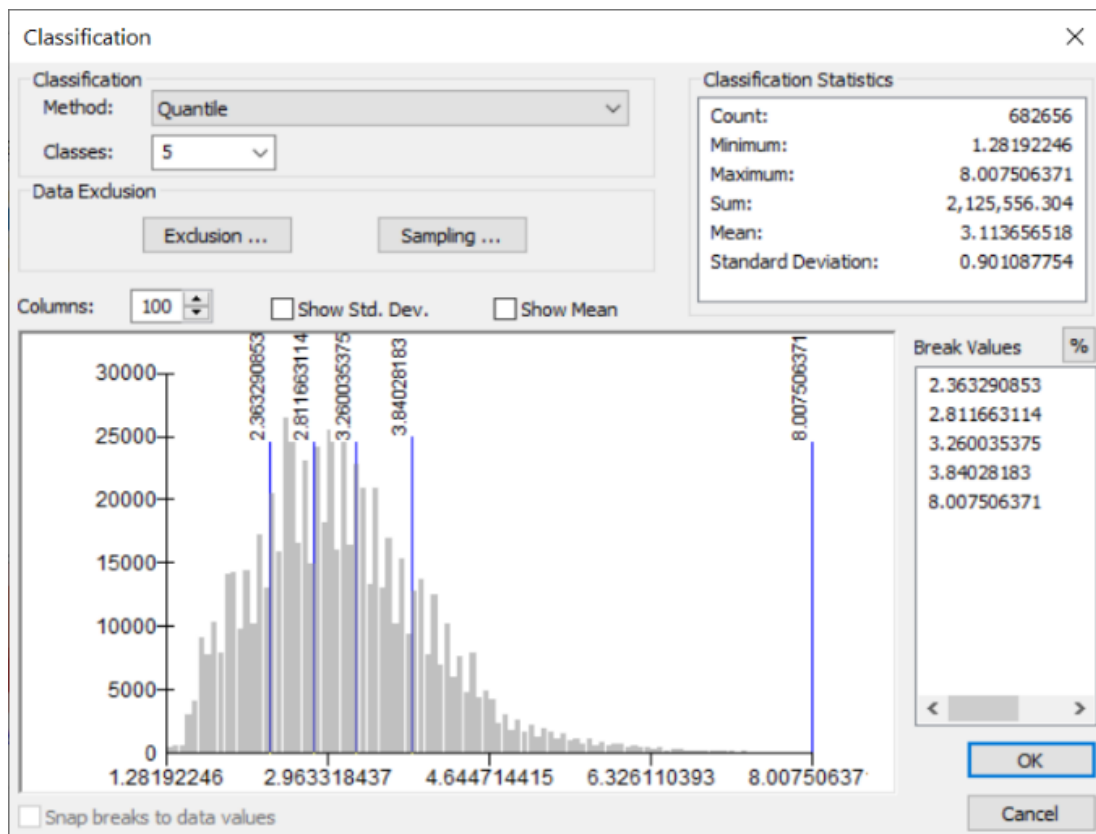 Classification
Classification
Method: Quantile
Classes: 5
Data Exclusion
Exclusion ... Sampling ...
Classification Statistics
Count: 682656
Minimum: 1.28192246
Maximum: 8.007506371
Sum: 2,125,556.304
Mean: 3.113656518
Standard Deviation: 0.901087754
Columns: 100 Show Std. Dev. Show Mean
2.363290853
2.811663114
3.260035375
3.84028183
8.007506371
30000
25000
20000
15000
10000
5000
0
1.28192246 2.963318437 4.644714415 6.326110393 8.00750637
Break Values %
2.363290853
2.811663114
3.260035375
3.84028183
8.007506371
< >
OK
Snap breaks to data values
Cancel